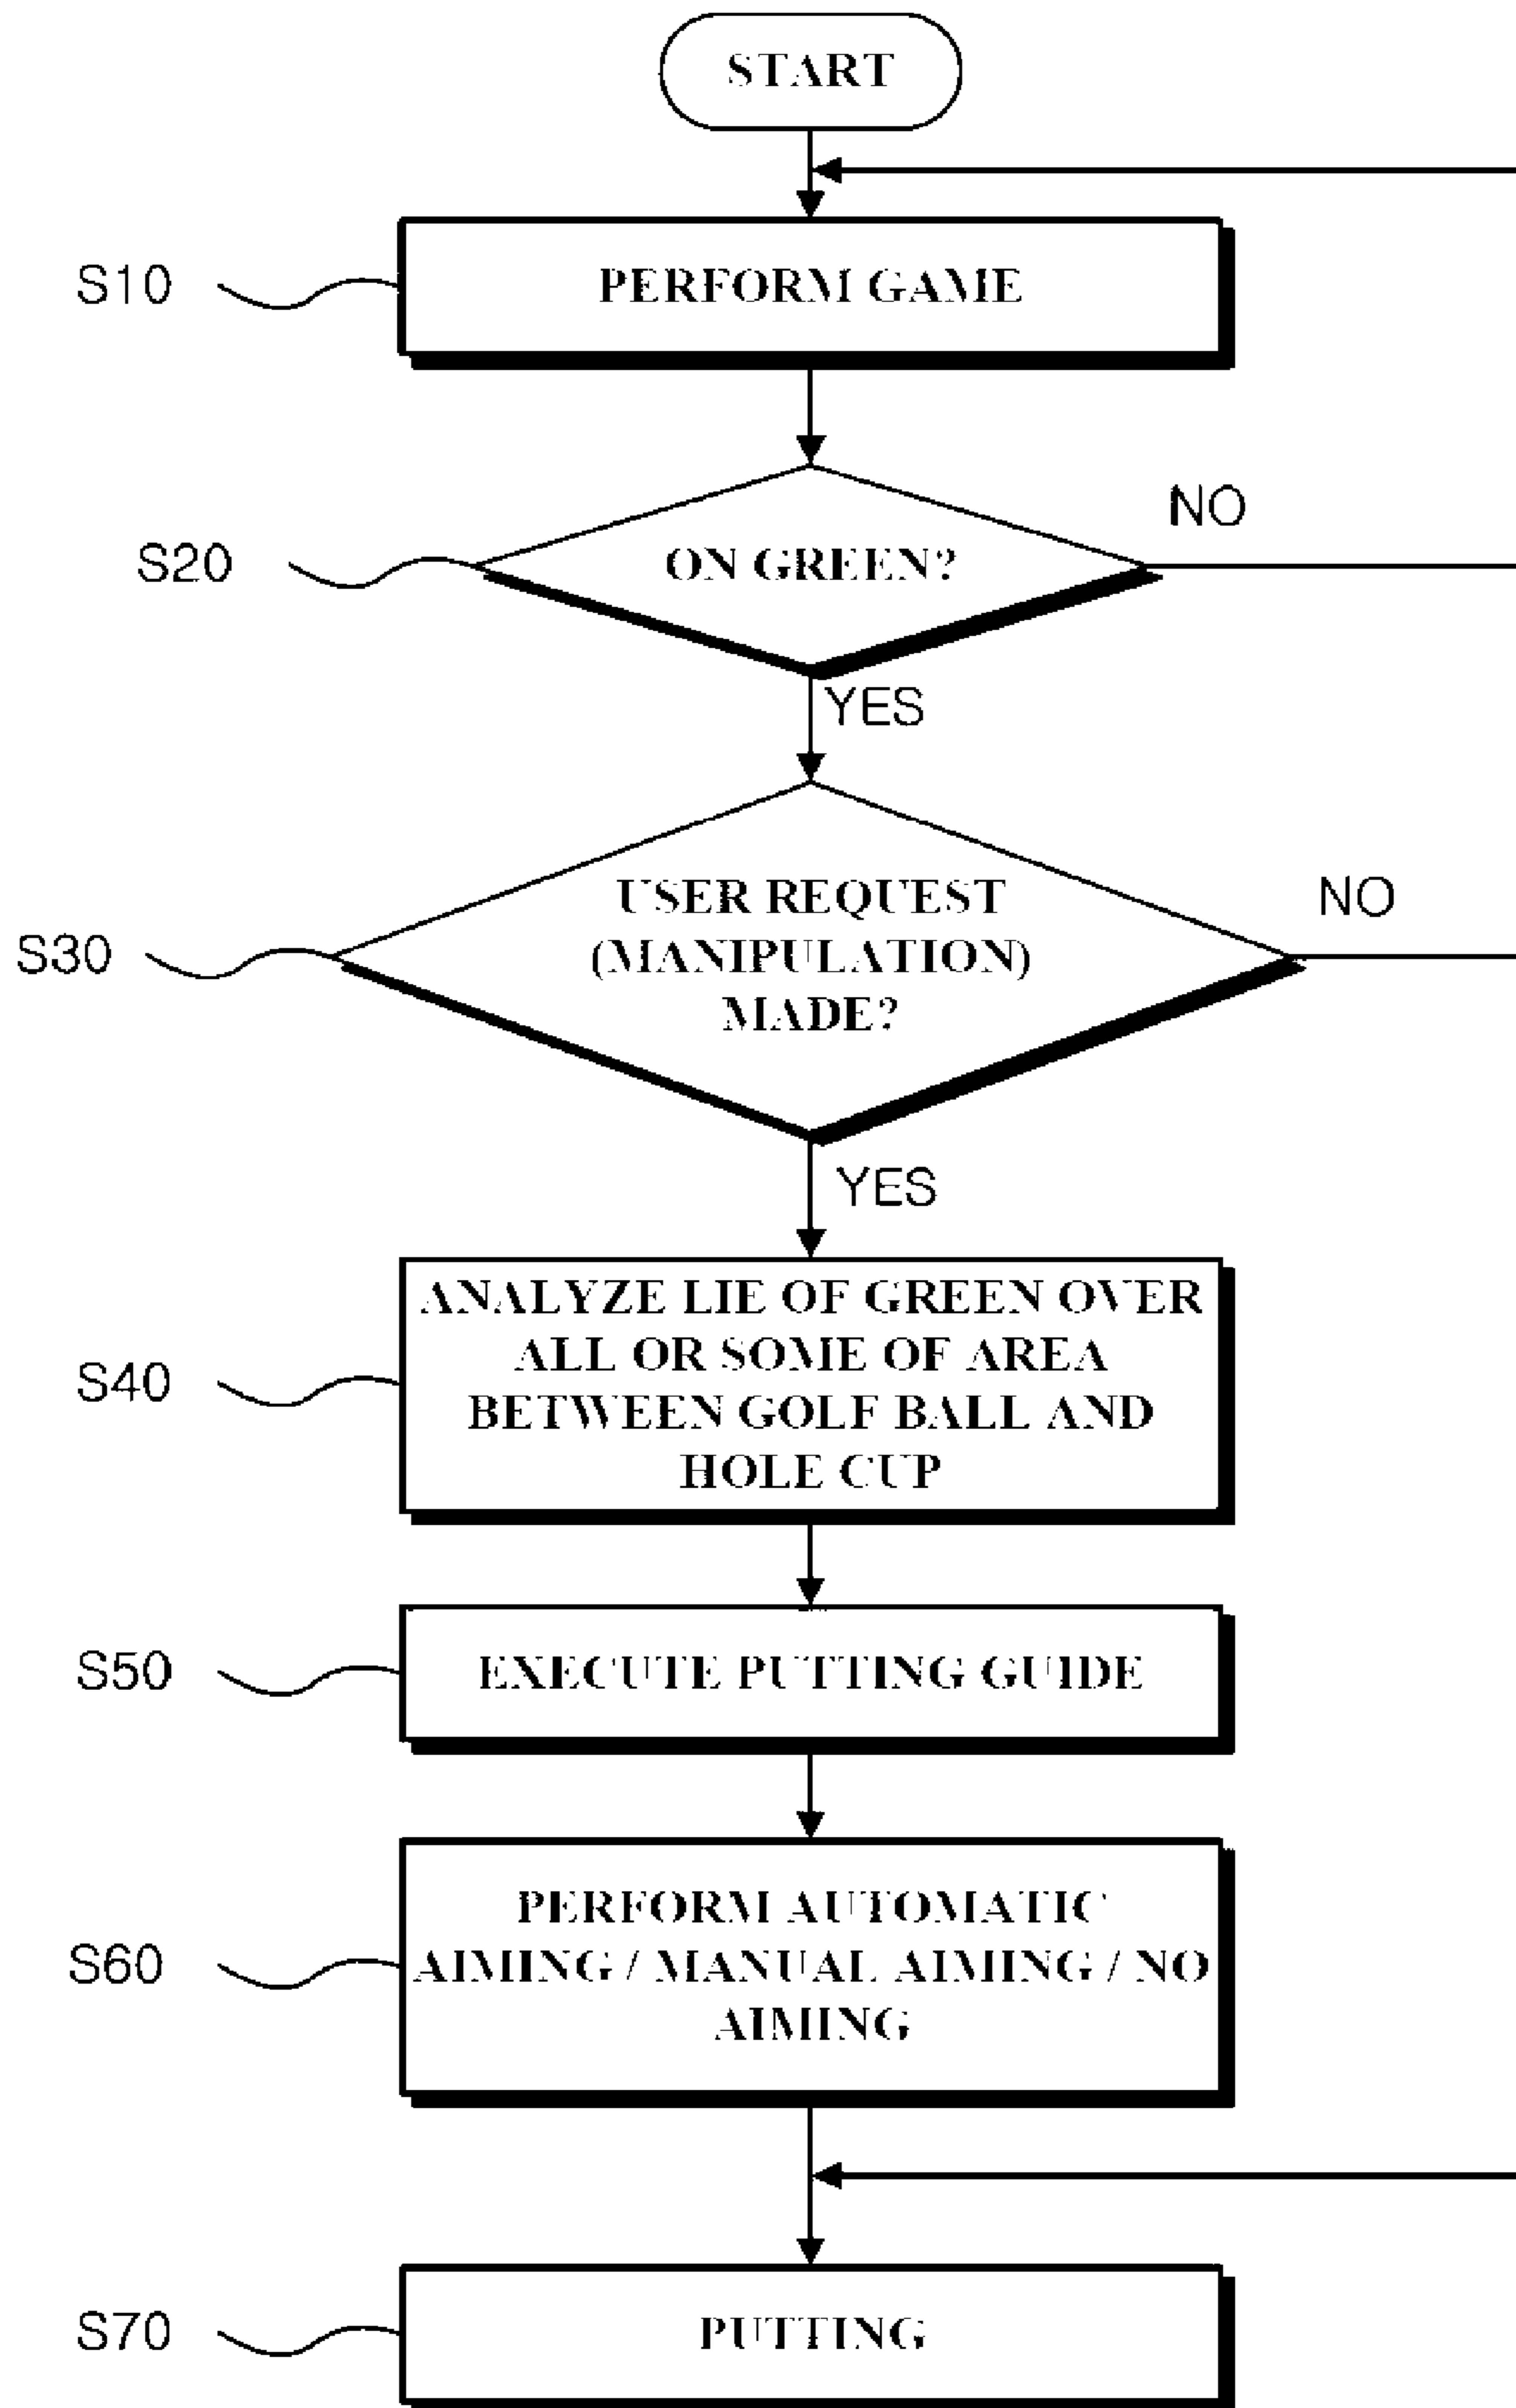 START
S10
PERFORM GAME
S20
ON GREEN?
NO
YES
S30
USER REQUEST
(MANIPULATION)
MADE?
NO
YES
S40
ANALYZE LIE OF GREEN OVER
ALL OR SOME OF AREA
BETWEEN GOLF BALL AND
HOLE CUP
S50
EXECUTE PUTTING GUIDE
S60
PERFORM AUTOMATIC
AIMING / MANUAL AIMING / NO
AIMING
S70
PUTTING